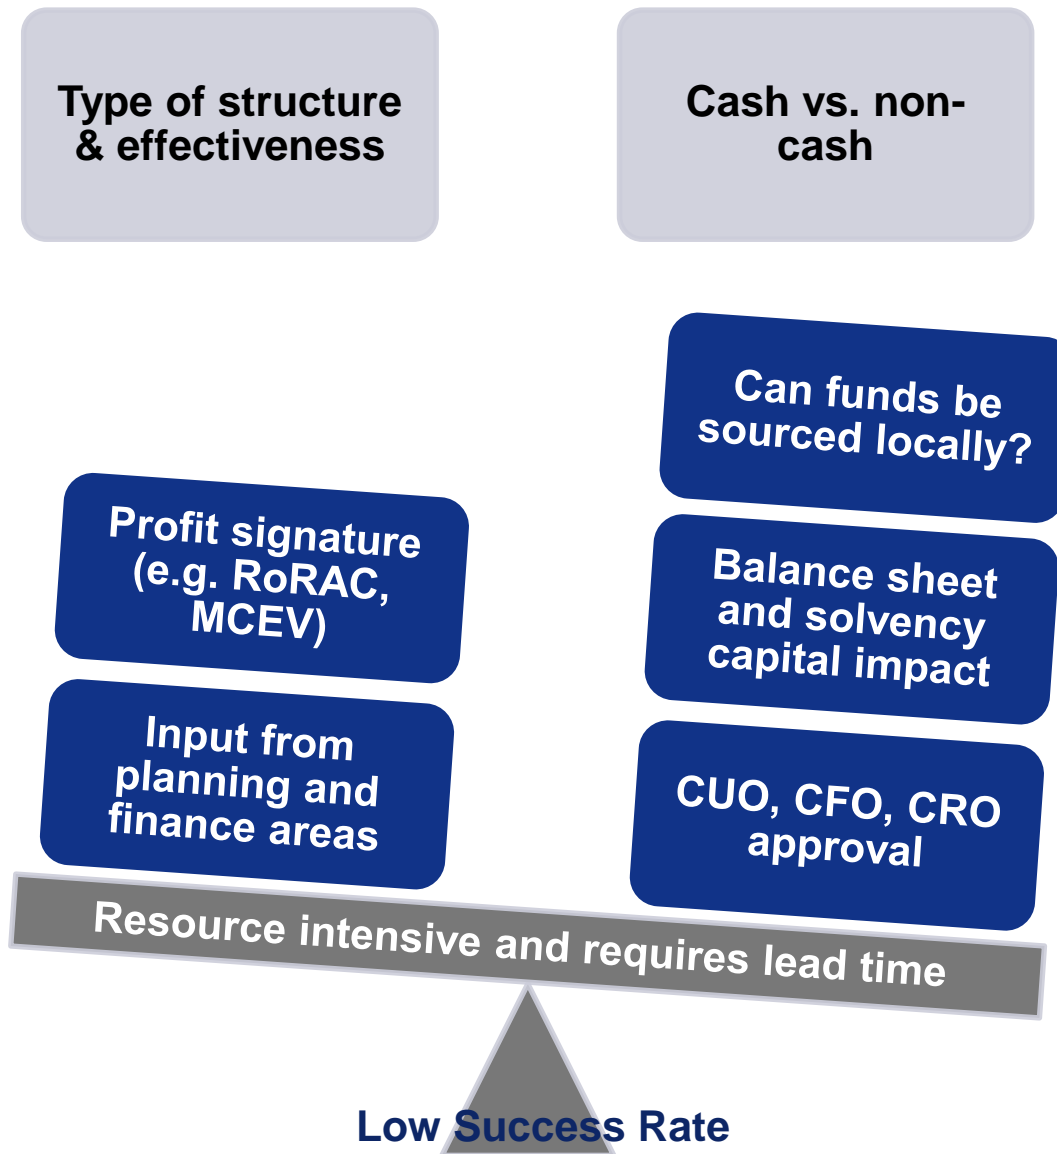 Type of structure
& effectiveness
Cash vs. non-
cash
Can funds be
sourced locally?
Profit signature
(e.g. RoRAC,
MCEV)
Balance sheet
and solvency
capital impact
Input from
planning and
finance areas
CUO, CFO, CRO
approval
Resource intensive and requires lead time
Low Success Rate